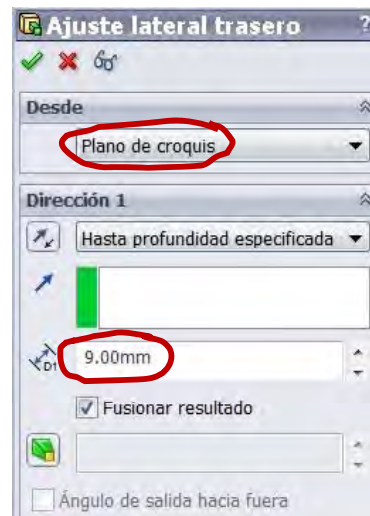 Ajuste lateral trasero ?
Desde
Plano de croquis
Dirección 1
Hasta profundidad especificada
D1
9.00mm
Fusionar resultado
Ángulo de salida hacia fuera